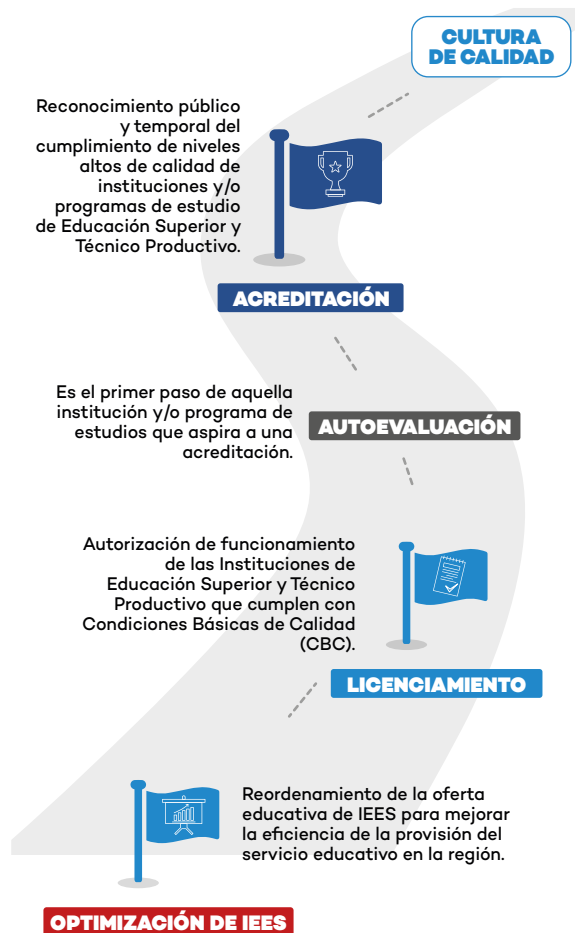 CULTURA
DE CALIDAD
Reconocimiento público
y temporal del
cumplimiento de niveles
altos de calidad de
instituciones y/o
programas de estudio
de Educación Superior y
Técnico Productivo.
ACREDITACIÓN
Es el primer paso de aquella
institución y/o programa de
estudios que aspira a una
acreditación.
AUTOEVALUACIÓN
Autorización de funcionamiento
de las Instituciones de
Educación Superior y Técnico
Productivo que cumplen con
Condiciones Básicas de Calidad
(CBC).
LICENCIAMIENTO
Reordenamiento de la oferta
educativa de IEES para mejorar
la eficiencia de la provisión del
servicio educativo en la región.
OPTIMIZACIÓN DE IEES